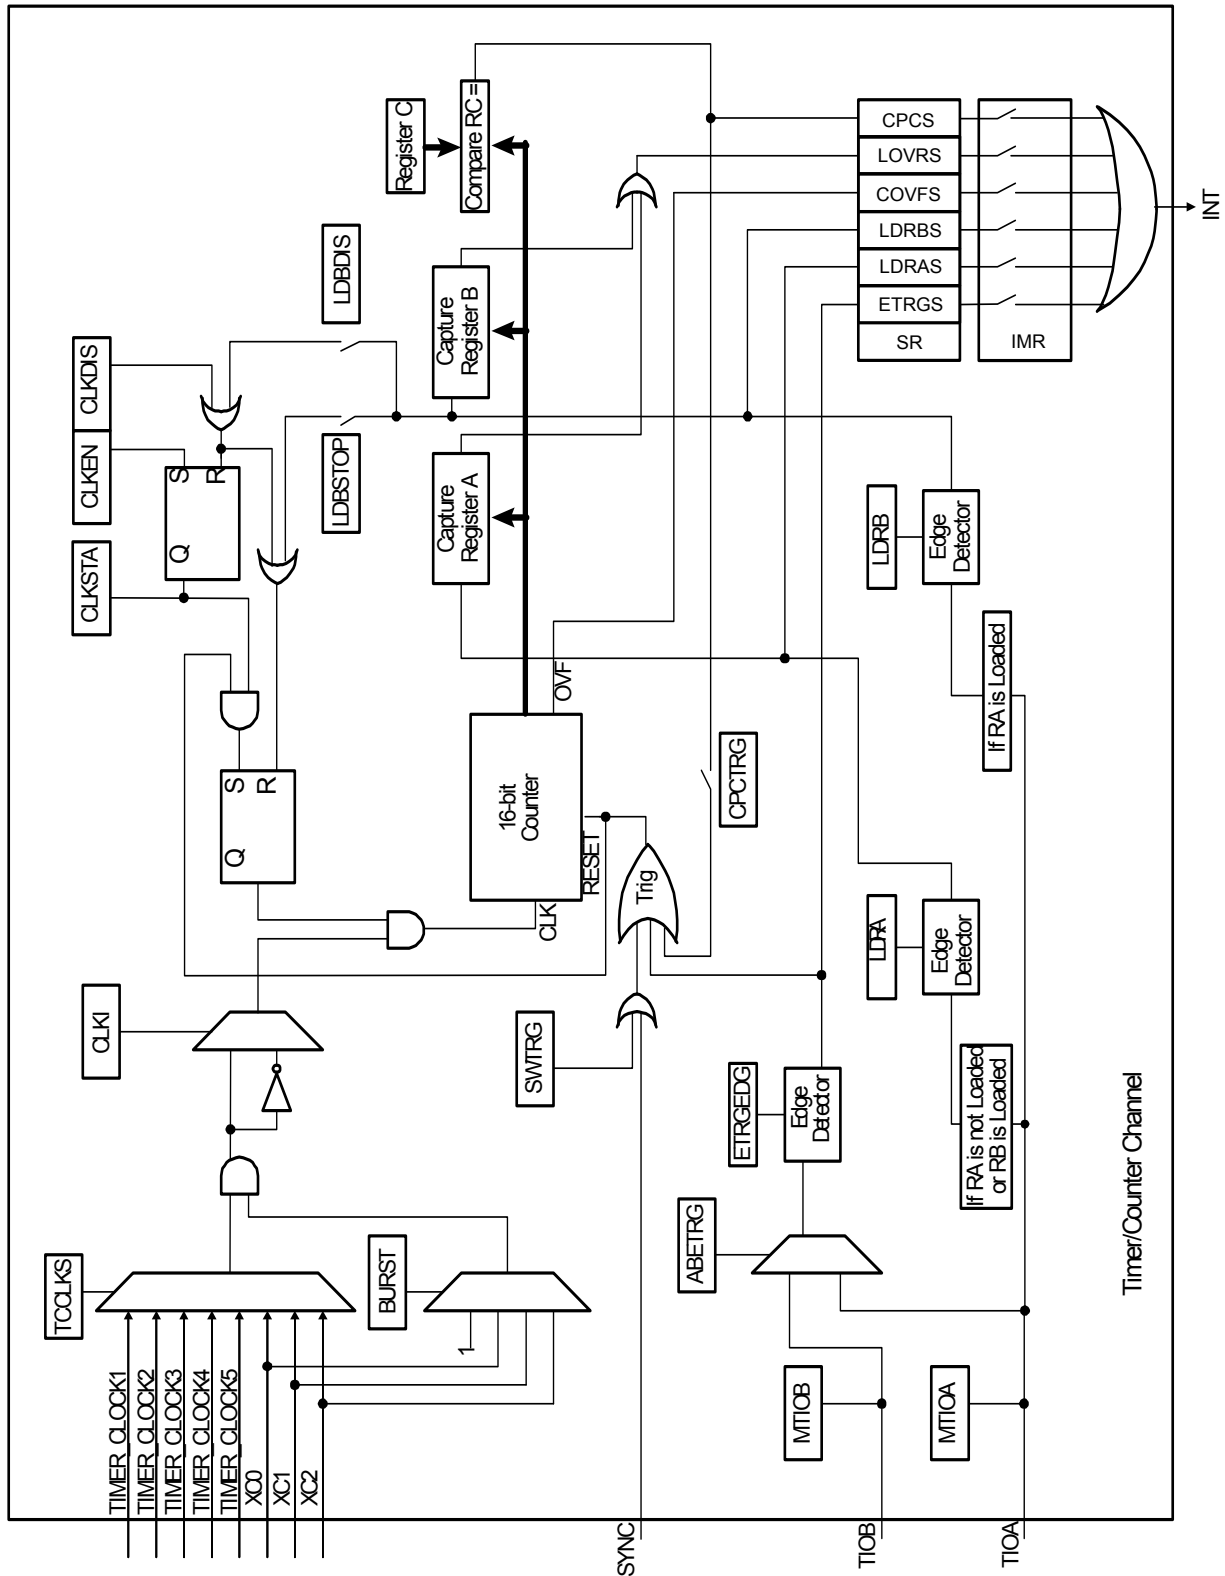 TIMER_CLOCK1
TIMER_CLOCK2
TIMER_CLOCK3
TIMER_CLOCK4
TIMER_CLOCK5
XC0
XC1
XC2
TCCLKS
CLKI
CLKSTA
CLKEN
CLKDIS
Q
S
R
Q
S
R
BURST
1
LDBSTOP
LDBDIS
Register C
Capture
Register A
Capture
Register B
Compare RC =
16-bit
Counter
CLK
OVF
RESET
SWTRG
Trig
CPCTRG
SYNC
ABETRG
ETRGEDG
Edge
Detector
MTIOB
TIOB
MTIOA
TIOA
LDRA
Edge
Detector
If RA is not Loaded
or RB is Loaded
LDRB
Edge
Detector
If RA is Loaded
CPCS
LOVRS
COVFS
LDRBS
LDRAS
ETRGS
SR
IMR
INT
Timer/Counter Channel